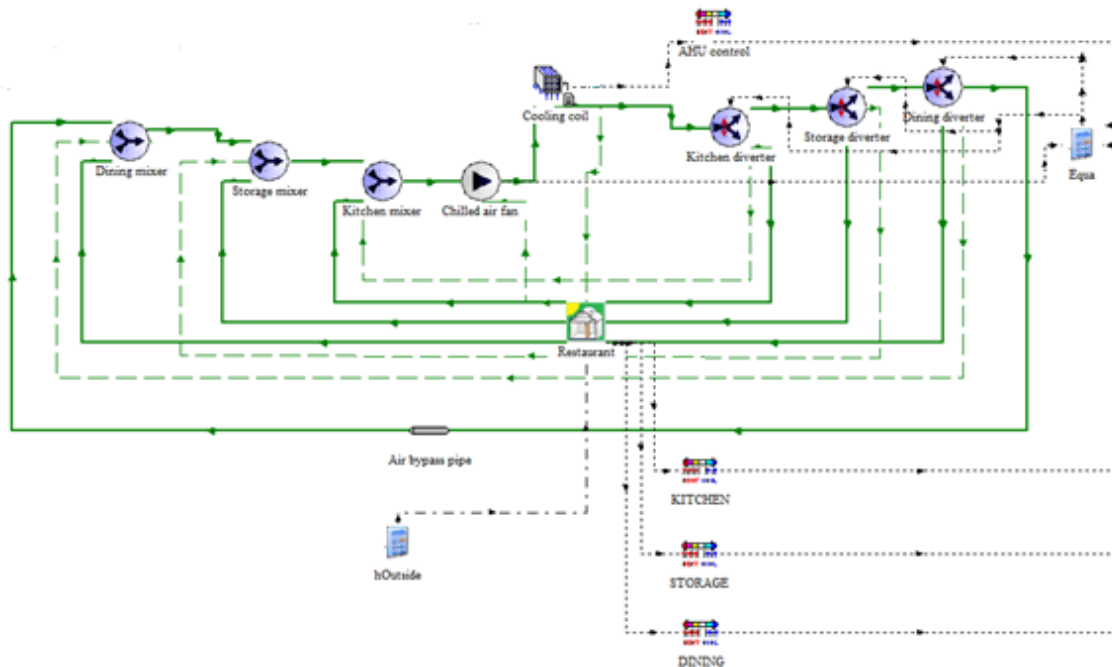 AHU control
Cooling coil
Dining diverter
Storage diverter
Kitchen diverter
Equa
Dining mixer
Storage mixer
Kitchen mixer
Chilled air fan
Restaurant
Air bypass pipe
KITCHEN
hOutside
STORAGE
DINING